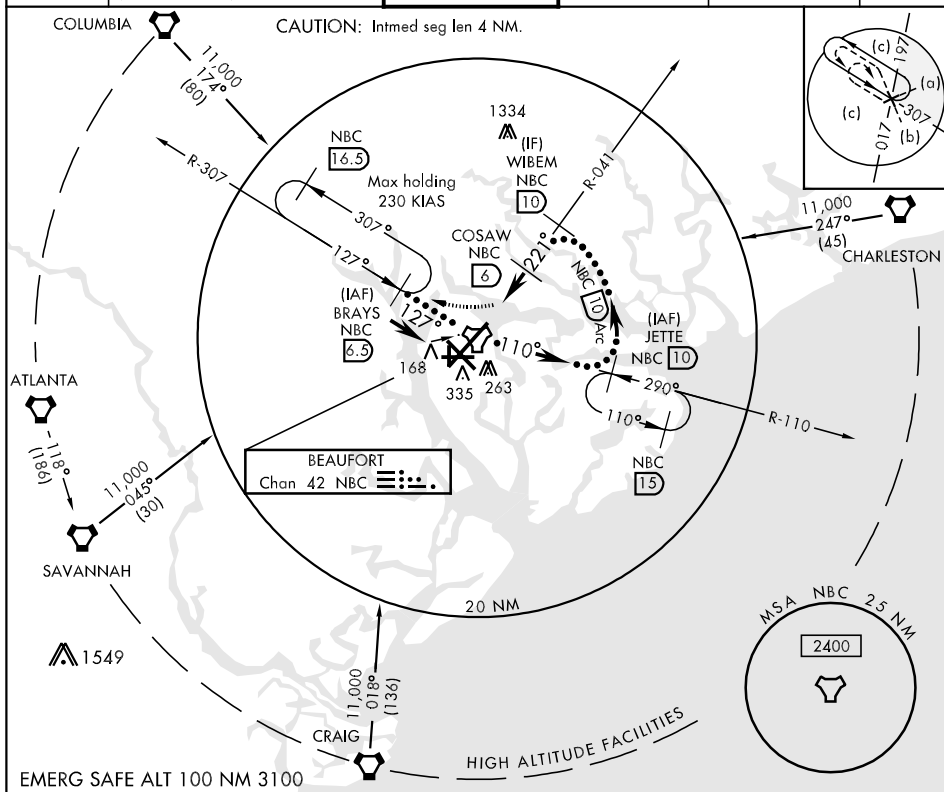 COLUMBIA
CAUTION: Intmed seg len 4 NM.
11,000
174°
(80)
(c)
197
(a)
307
(c)
017
(b)
1334
NBC
16.5
(IF)
WIBEM
NBC
10
R-041
R-307
Max holding
230 KIAS
307°
11,000
247°
(45)
CHARLESTON
COSAW
NBC
6
221°
127°
NBC 10 Arc
(IAF)
BRAYS
NBC
6.5
127°
(IAF)
JETTE
NBC 10
110°
168
335
263
290°
110°
R-110
ATLANTA
118°
(186)
NBC
15
BEAUFORT
Chan 42 NBC
11,000
045°
(30)
SAVANNAH
20 NM
MSA NBC 25 NM
2400
1549
11,000
018°
(136)
CRAIG
HIGH ALTITUDE FACILITIES
EMERG SAFE ALT 100 NM 3100